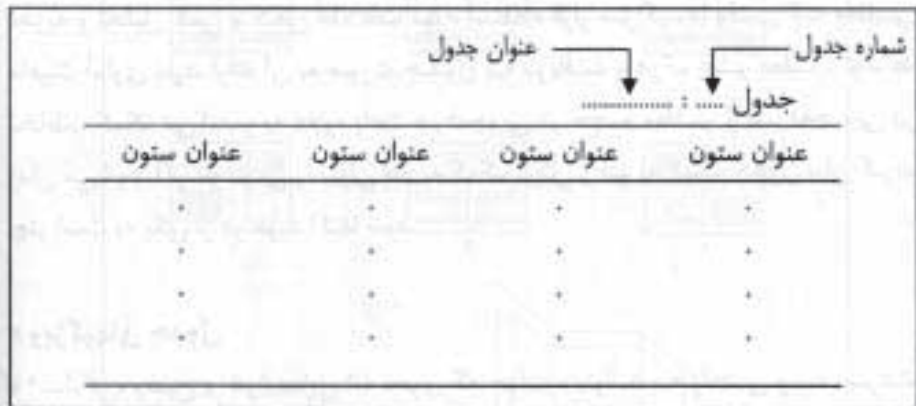 شماره جدول عنوان جدول
جدول ..... : ...............
عنوان ستون عنوان ستون عنوان ستون عنوان ستون